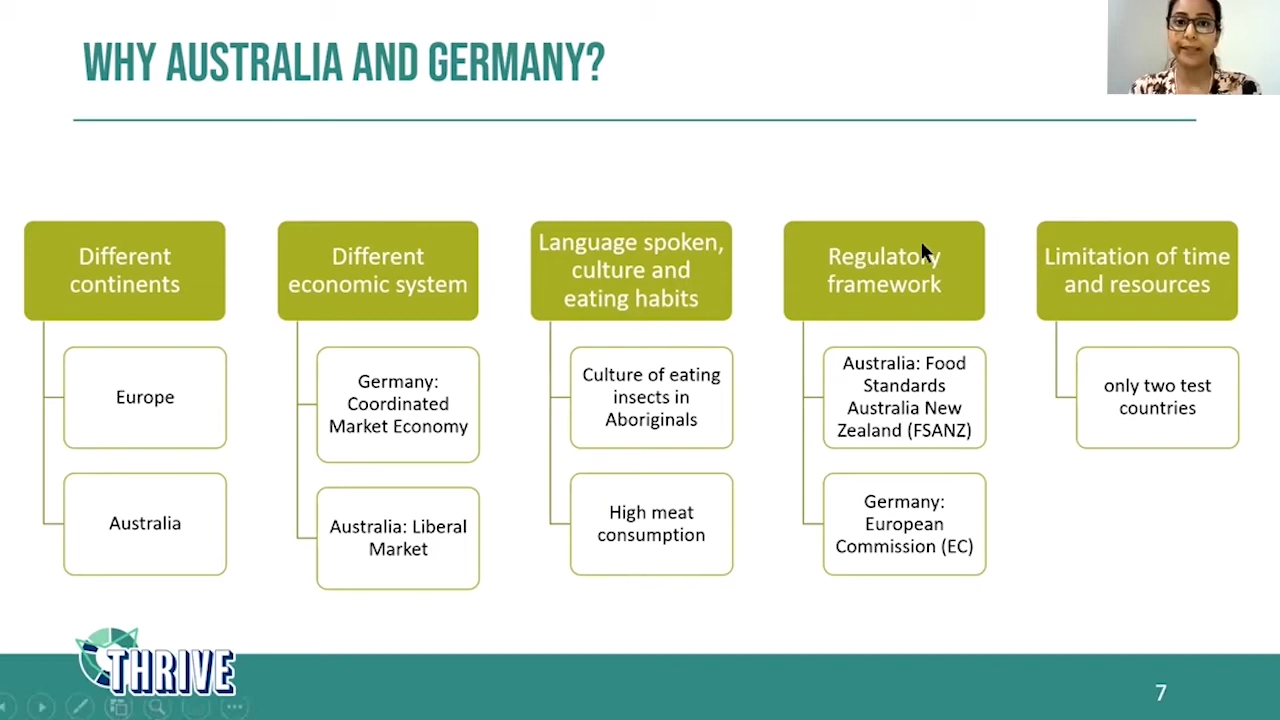 WHY AUSTRALIA AND GERMANY?
Different
continents
Europe
Australia
Different
economic system
Germany:
Coordinated
Market Economy
Australia: Liberal
Market
Language spoken,
culture and
eating habits
Culture of eating
insects in
Aboriginals
High meat
consumption
Regulatory
framework
Australia: Food
Standards
Australia New
Zealand (FSANZ)
Germany:
European
Commission (EC)
Limitation of time
and resources
only two test
countries
THRIVE
7